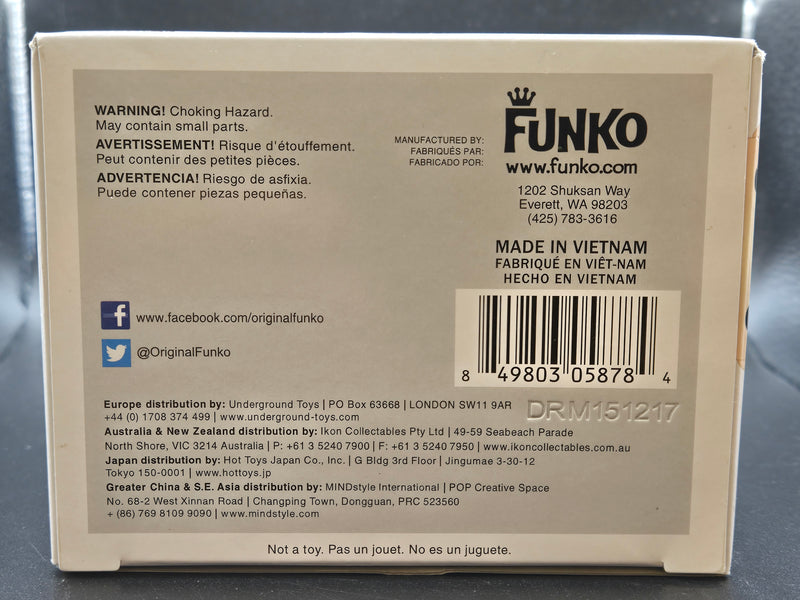 WARNING! Choking Hazard.
May contain small parts.
AVERTISSEMENT! Risque d'étouffement.
Peut contenir des petites pièces.
ADVERTENCIA! Riesgo de asfixia.
Puede contener piezas pequeñas.
MANUFACTURED BY:
FABRIQUÉS PAR:
FABRICADO POR:
FUNKO
www.funko.com
1202 Shuksan Way
Everett, WA 98203
(425) 783-3616
MADE IN VIETNAM
FABRIQUÉ EN VIÊT-NAM
HECHO EN VIETNAM
8 49803 05878 4
f www.facebook.com/originalfunko
@OriginalFunko
Europe distribution by: Underground Toys | PO Box 63668 | LONDON SW11 9AR
+44 (0) 1708 374 499 | www.underground-toys.com
DRM151217
Australia & New Zealand distribution by: Ikon Collectables Pty Ltd | 49-59 Seabeach Parade
North Shore, VIC 3214 Australia | P: +61 3 5240 7900 | F: +61 3 5240 7950 | www.ikoncollectables.com.au
Japan distribution by: Hot Toys Japan Co., Inc. | G Bldg 3rd Floor | Jingumae 3-30-12
Tokyo 150-0001 | www.hottoys.jp
Greater China & S.E. Asia distribution by: MINDstyle International | POP Creative Space
No. 68-2 West Xinnan Road | Changping Town, Dongguan, PRC 523560
+ (86) 769 8109 9090 | www.mindstyle.com
Not a toy. Pas un jouet. No es un juguete.